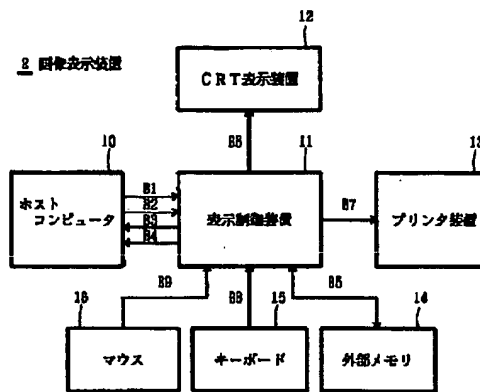 2 画像表示装置
12
CRT表示装置
B6
10
ホスト
コンピュータ
B1
B2
B3
B4
11
表示制御装置
B7
13
プリンタ装置
B9
B8
B5
16
マウス
15
キーボード
14
外部メモリ